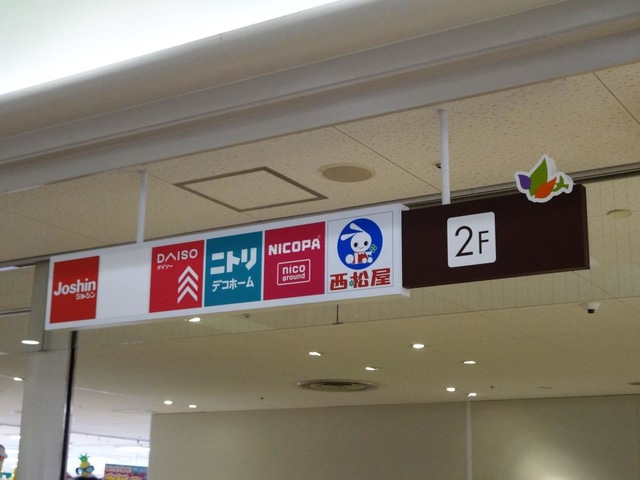 Joshin
ジョーシン
DAISO
ダイソー
ニトリ
デコホーム
NICOPA
nico
ground
西松屋
2F